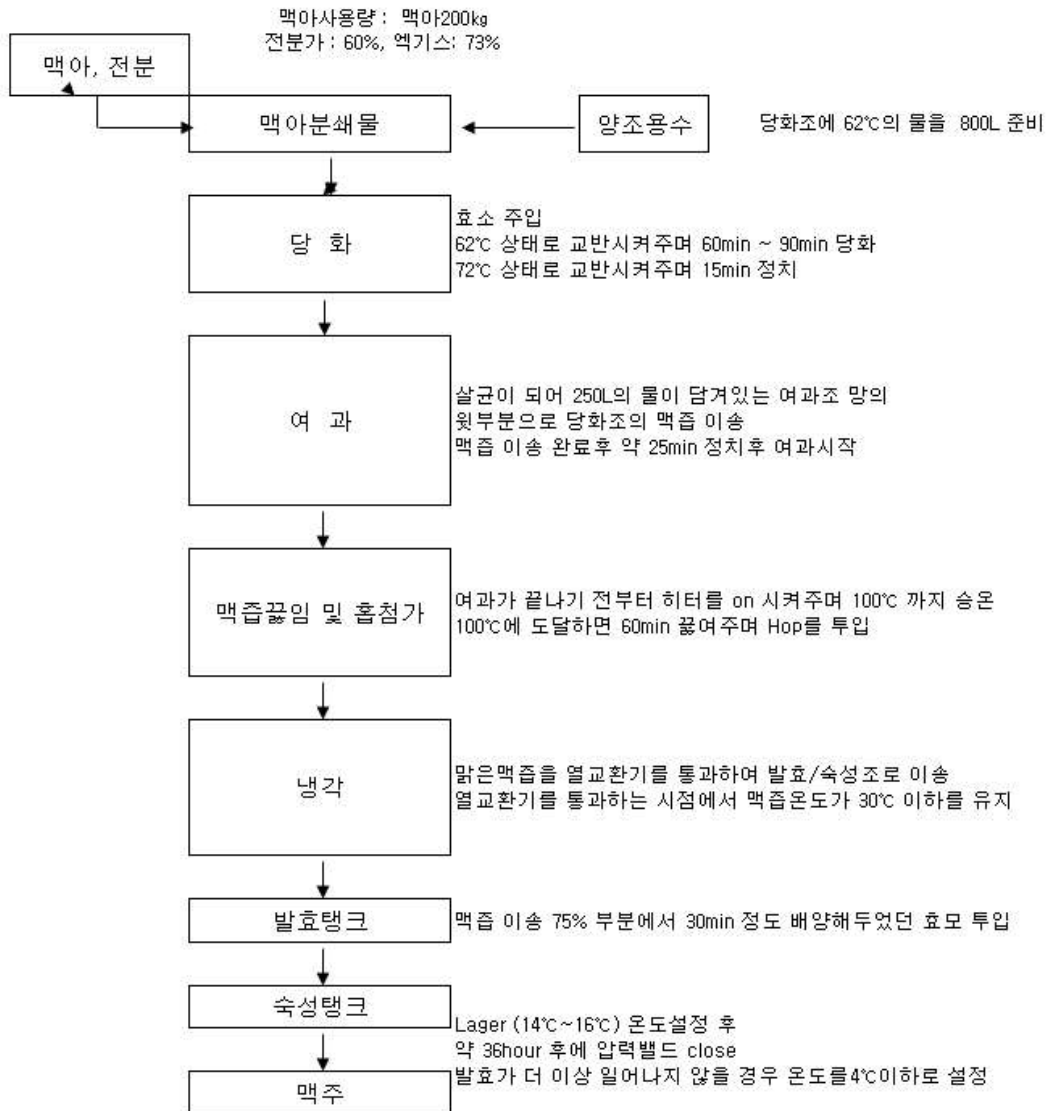 맥아사용량 : 맥아200kg
전분가 : 60%, 엑기스: 73%
맥아, 전분
맥아분쇄물
양조용수
당화조에 62℃의 물을 800L 준비
당 화
효소 주입
62℃ 상태로 교반시켜주며 60min ~ 90min 당화
72℃ 상태로 교반시켜주며 15min 정치
여 과
살균이 되어 250L의 물이 담겨있는 여과조 망의
윗부분으로 당화조의 맥즙 이송
맥즙 이송 완료후 약 25min 정치후 여과시작
맥즙끓임 및 홉첨가
여과가 끝나기 전부터 히터를 on 시켜주며 100℃ 까지 승온
100℃에 도달하면 60min 끓여주며 Hop를 투입
냉각
맑은맥즙을 열교환기를 통과하여 발효/숙성조로 이송
열교환기를 통과하는 시점에서 맥즙온도가 30℃ 이하를 유지
발효탱크
맥즙 이송 75% 부분에서 30min 정도 배양해두었던 효모 투입
숙성탱크
Lager (14℃~16℃) 온도설정 후
약 36hour 후에 압력밸드 close
발효가 더 이상 일어나지 않을 경우 온도를4℃이하로 설정
맥주